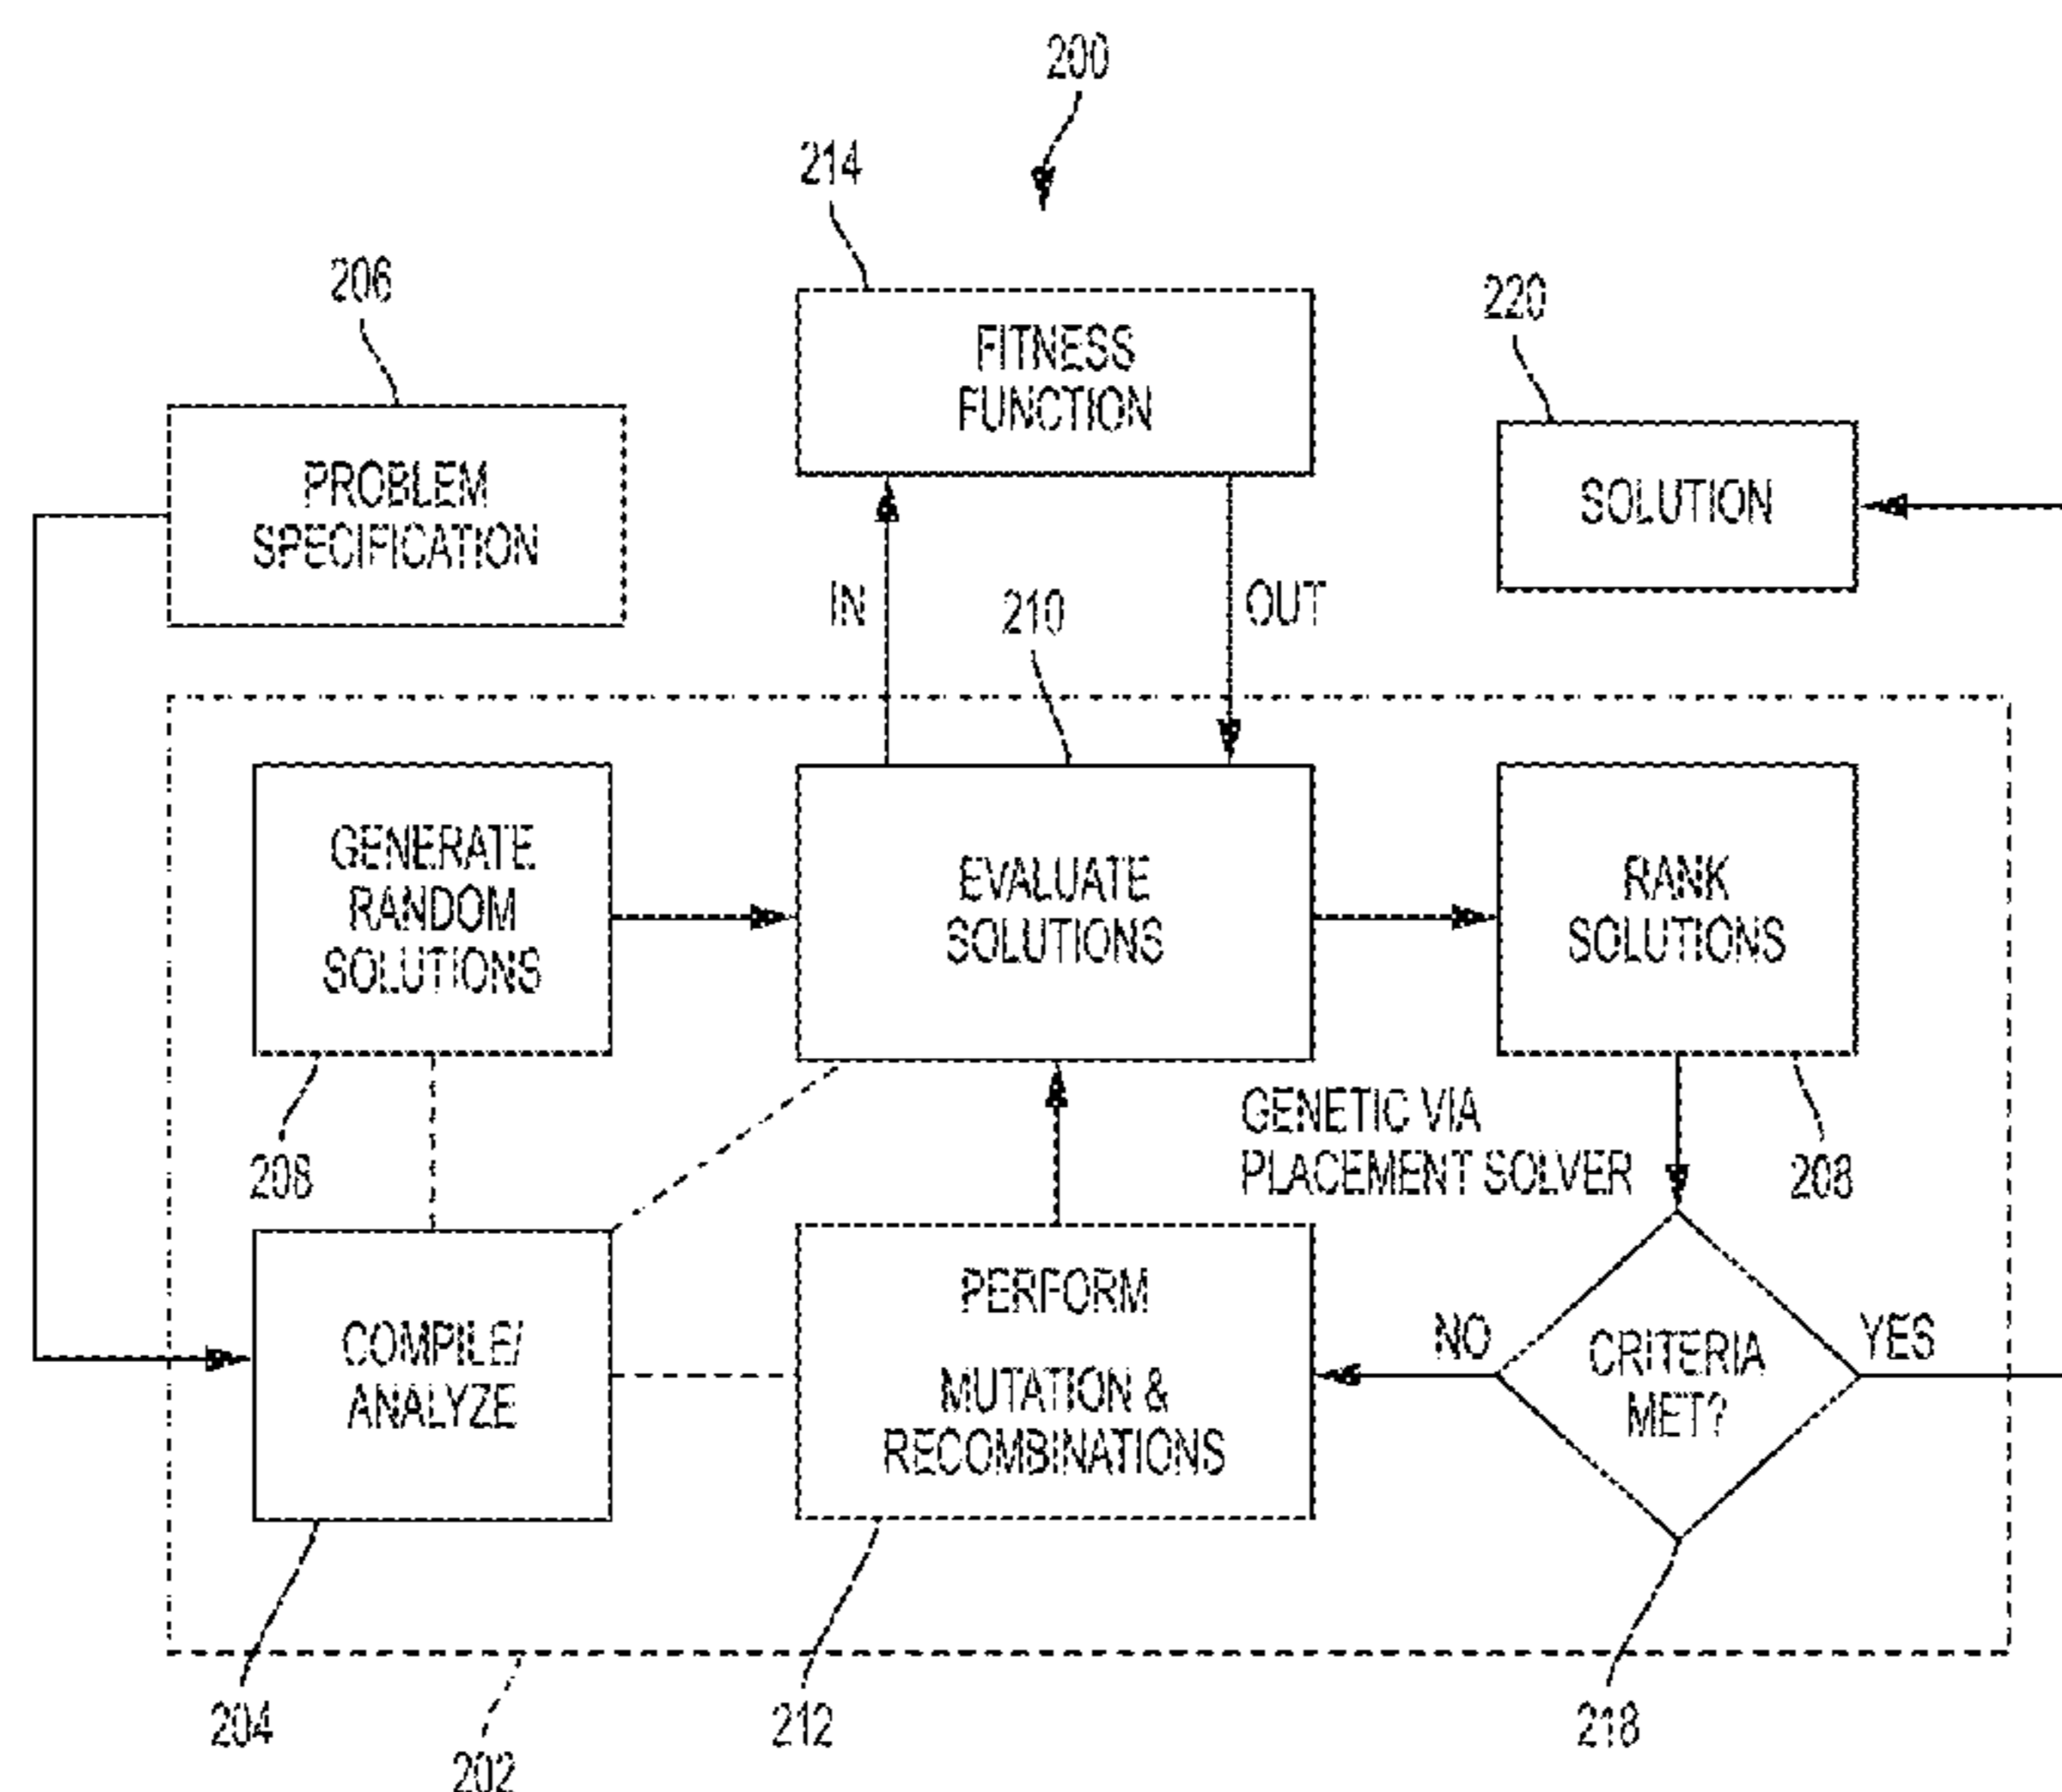 200
214
206
220
FITNESS
FUNCTION
PROBLEM
SPECIFICATION
SOLUTION
IN
210
OUT
GENERATE
RANDOM
SOLUTIONS
EVALUATE
SOLUTIONS
RANK
SOLUTIONS
208
GENETIC VIA
PLACEMENT SOLVER
208
COMPILE/
ANALYZE
PERFORM
MUTATION &
RECOMBINATIONS
NO
CRITERIA
MET?
YES
204
202
212
218